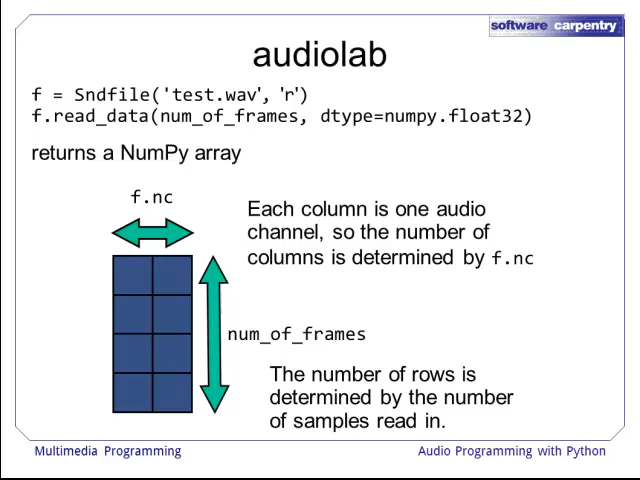 software carpentry
audiolab
f = Sndfile('test.wav', 'r')
f.read_data(num_of_frames, dtype=numpy.float32)
returns a NumPy array
f.nc
Each column is one audio
channel, so the number of
columns is determined by f.nc
num_of_frames
The number of rows is
determined by the number
of samples read in.
Multimedia Programming
Audio Programming with Python